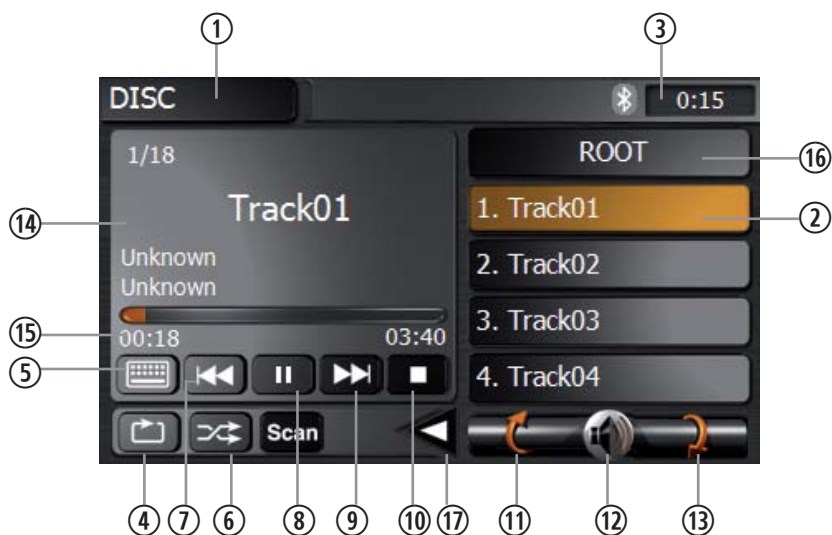 ① ③
DISC 0:15
1/18 ROOT ⑯
Track01 1. Track01 ②
⑭
Unknown 2. Track02
Unknown
3. Track03
⑮ 00:18 03:40
⑤ 4. Track04
Scan
④ ⑦ ⑥ ⑧ ⑨ ⑩ ⑰ ⑪ ⑫ ⑬